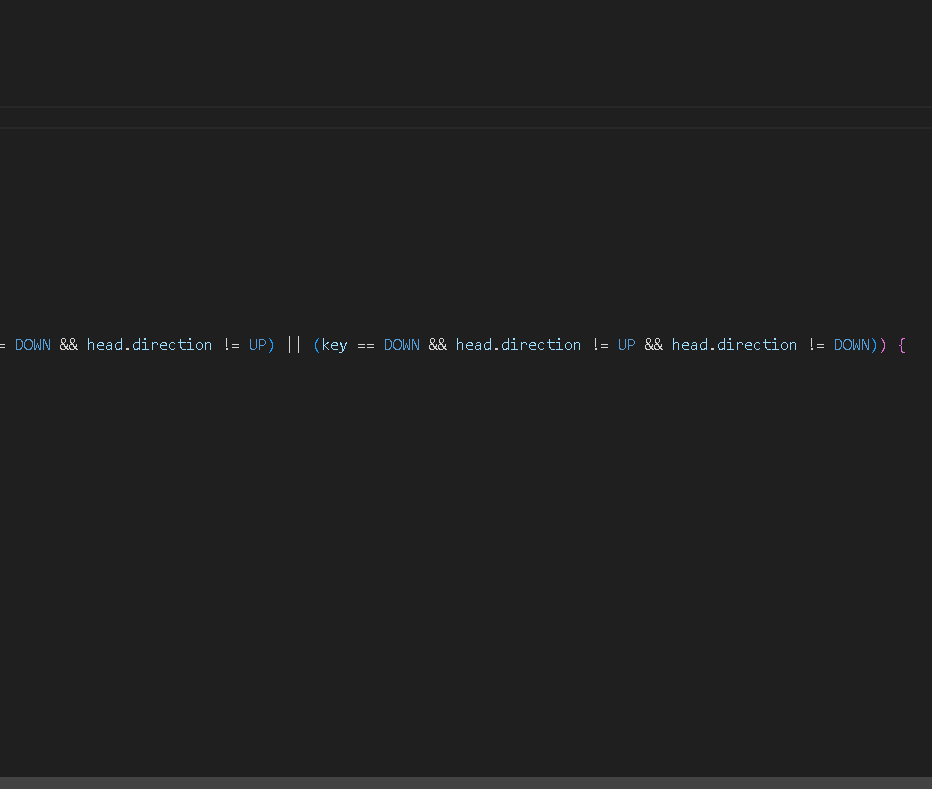 = DOWN && head.direction != UP) || (key == DOWN && head.direction != UP && head.direction != DOWN)) {